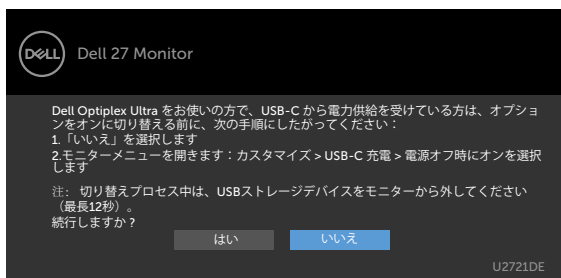 DELL
Dell 27 Monitor
Dell Optiplex Ultra をお使いの方で、USB-C から電力供給を受けている方は、オプショ
ンをオンに切り替える前に、次の手順にしたがってください：
1.「いいえ」を選択します
2.モニターメニューを開きます：カスタマイズ > USB-C 充電 > 電源オフ時にオンを選択
します
注: 切り替えプロセス中は、USBストレージデバイスをモニターから外してください
（最長12秒）。
続行しますか？
はい いいえ
U2721DE